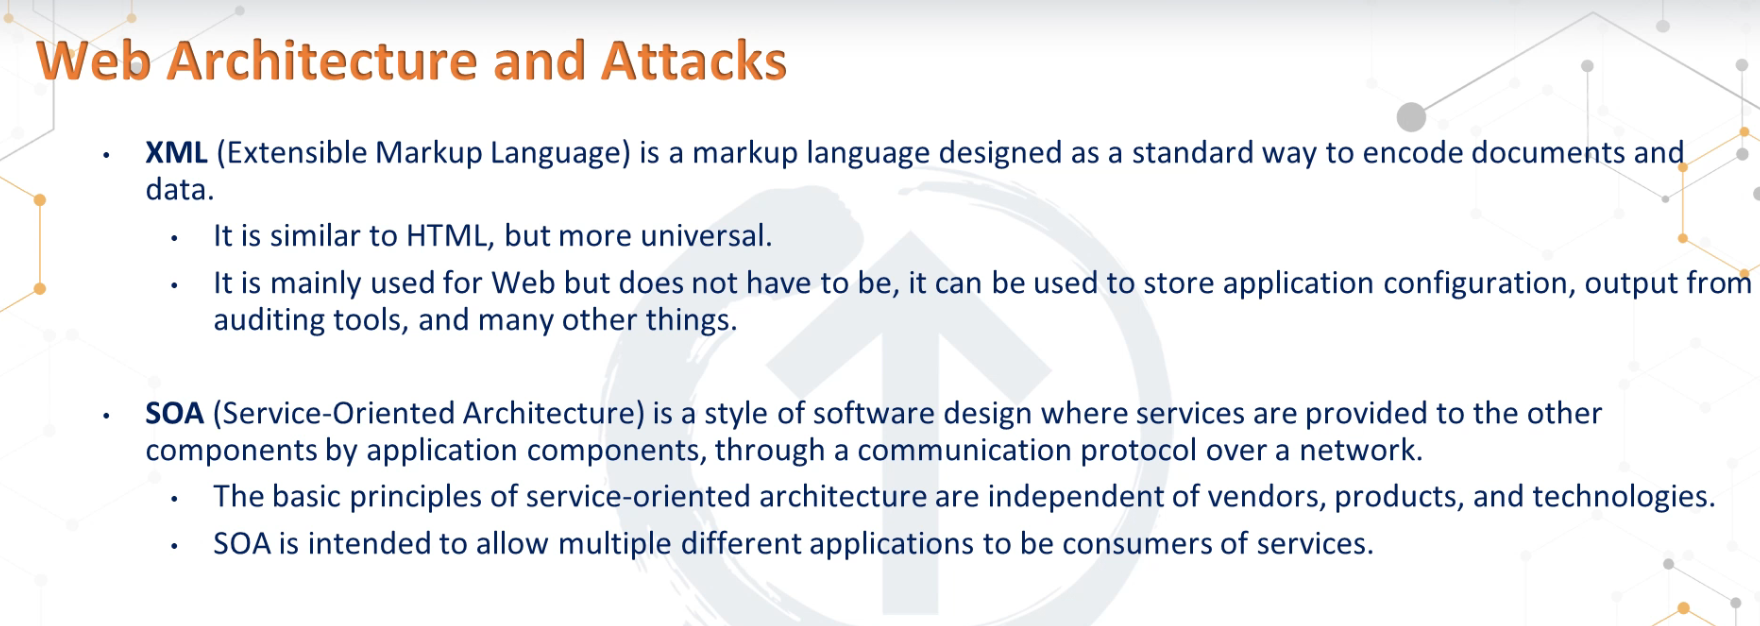 Web Architecture and Attacks
• XML (Extensible Markup Language) is a markup language designed as a standard way to encode documents and
data.
• It is similar to HTML, but more universal.
• It is mainly used for Web but does not have to be, it can be used to store application configuration, output from
auditing tools, and many other things.
• SOA (Service-Oriented Architecture) is a style of software design where services are provided to the other
components by application components, through a communication protocol over a network.
• The basic principles of service-oriented architecture are independent of vendors, products, and technologies.
• SOA is intended to allow multiple different applications to be consumers of services.